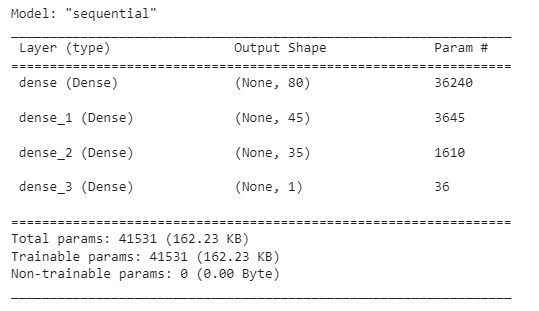 Model: "sequential"
Layer (type) Output Shape Param #
dense (Dense) (None, 80) 36240
dense_1 (Dense) (None, 45) 3645
dense_2 (Dense) (None, 35) 1610
dense_3 (Dense) (None, 1) 36
Total params: 41531 (162.23 KB)
Trainable params: 41531 (162.23 KB)
Non-trainable params: 0 (0.00 Byte)